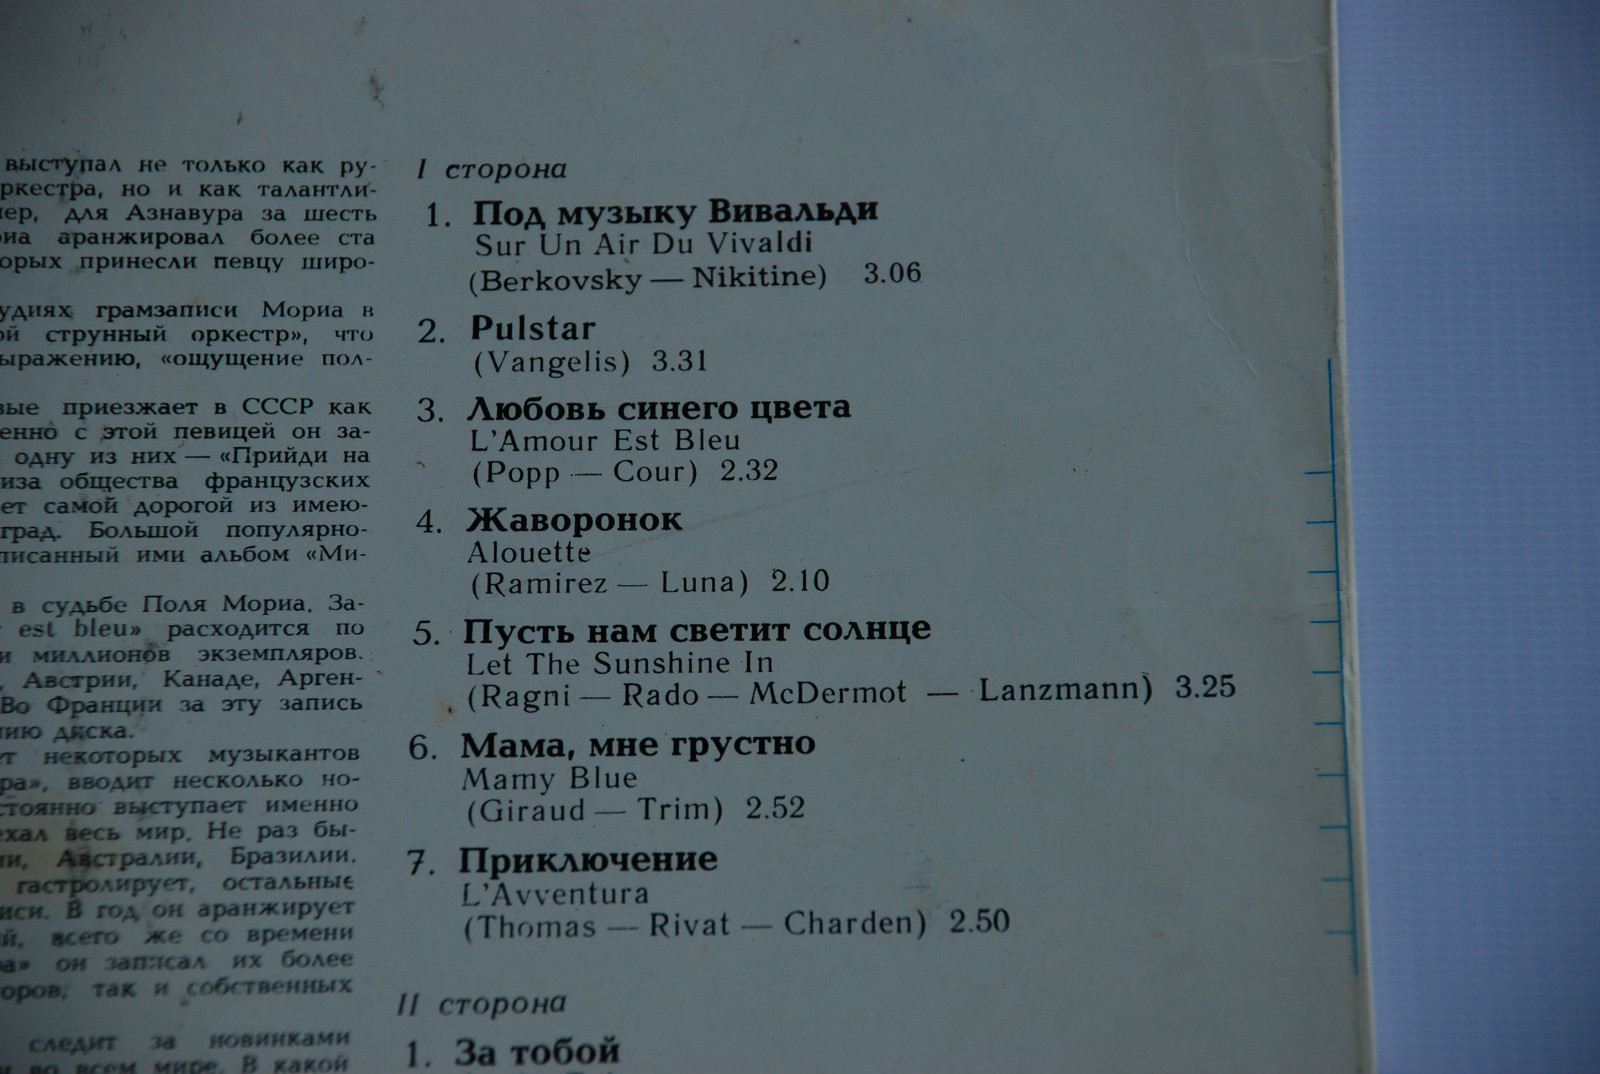 выступал не только как ру-
ркестра, но и как талантли-
ер, для Азнавура за шесть
иа аранжировал более ста
орых принесли певцу широ-
удиях грамзаписи Мориа в
ой струнный оркестр», что
ыражению, «ощущение пол-
вые приезжает в СССР как
енно с этой певицей он за-
одну из них — «Прийди на
иза общества французских
ет самой дорогой из имею-
град. Большой популярно-
писанный ими альбом «Ми-
в судьбе Поля Мориа. За-
est bleu» расходится по
и миллионов экземпляров.
, Австрии, Канаде, Арген-
Во Франции за эту запись
нию диска.
т некоторых музыкантов
ра», вводит несколько но-
стоянно выступает именно
ехал весь мир. Не раз бы-
ии, Австралии, Бразилии.
гастролирует, остальные
иси. В год он аранжирует
й, всего же со времени
а» он записал их более
оров, так и собственных
следит за новинками
и во всем мире. В какой
I сторона
1. Под музыку Вивальди
Sur Un Air Du Vivaldi
(Berkovsky — Nikitine) 3.06
2. Pulstar
(Vangelis) 3.31
3. Любовь синего цвета
L'Amour Est Bleu
(Popp — Cour) 2.32
4. Жаворонок
Alouette
(Ramirez — Luna) 2.10
5. Пусть нам светит солнце
Let The Sunshine In
(Ragni — Rado — McDermot — Lanzmann) 3.25
6. Мама, мне грустно
Mamy Blue
(Giraud — Trim) 2.52
7. Приключение
L'Avventura
(Thomas — Rivat — Charden) 2.50
II сторона
1. За тобой